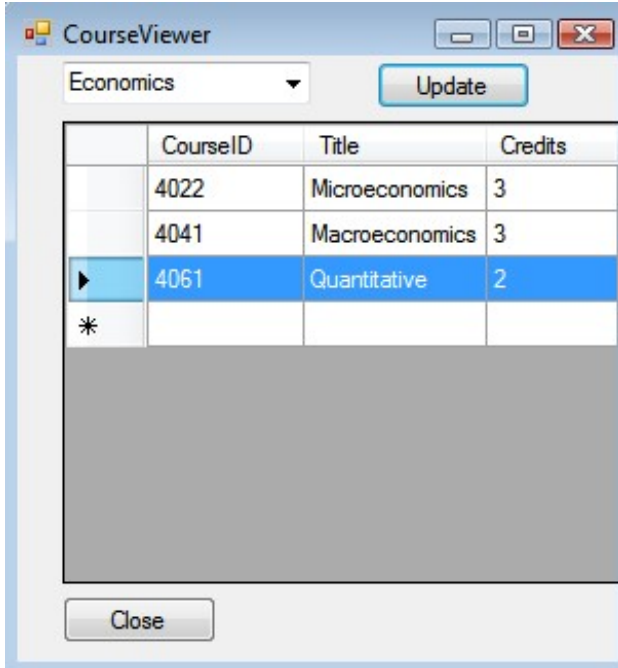 CourseViewer
Economics Update
CourseID Title Credits
4022 Microeconomics 3
4041 Macroeconomics 3
4061 Quantitative 2
Close